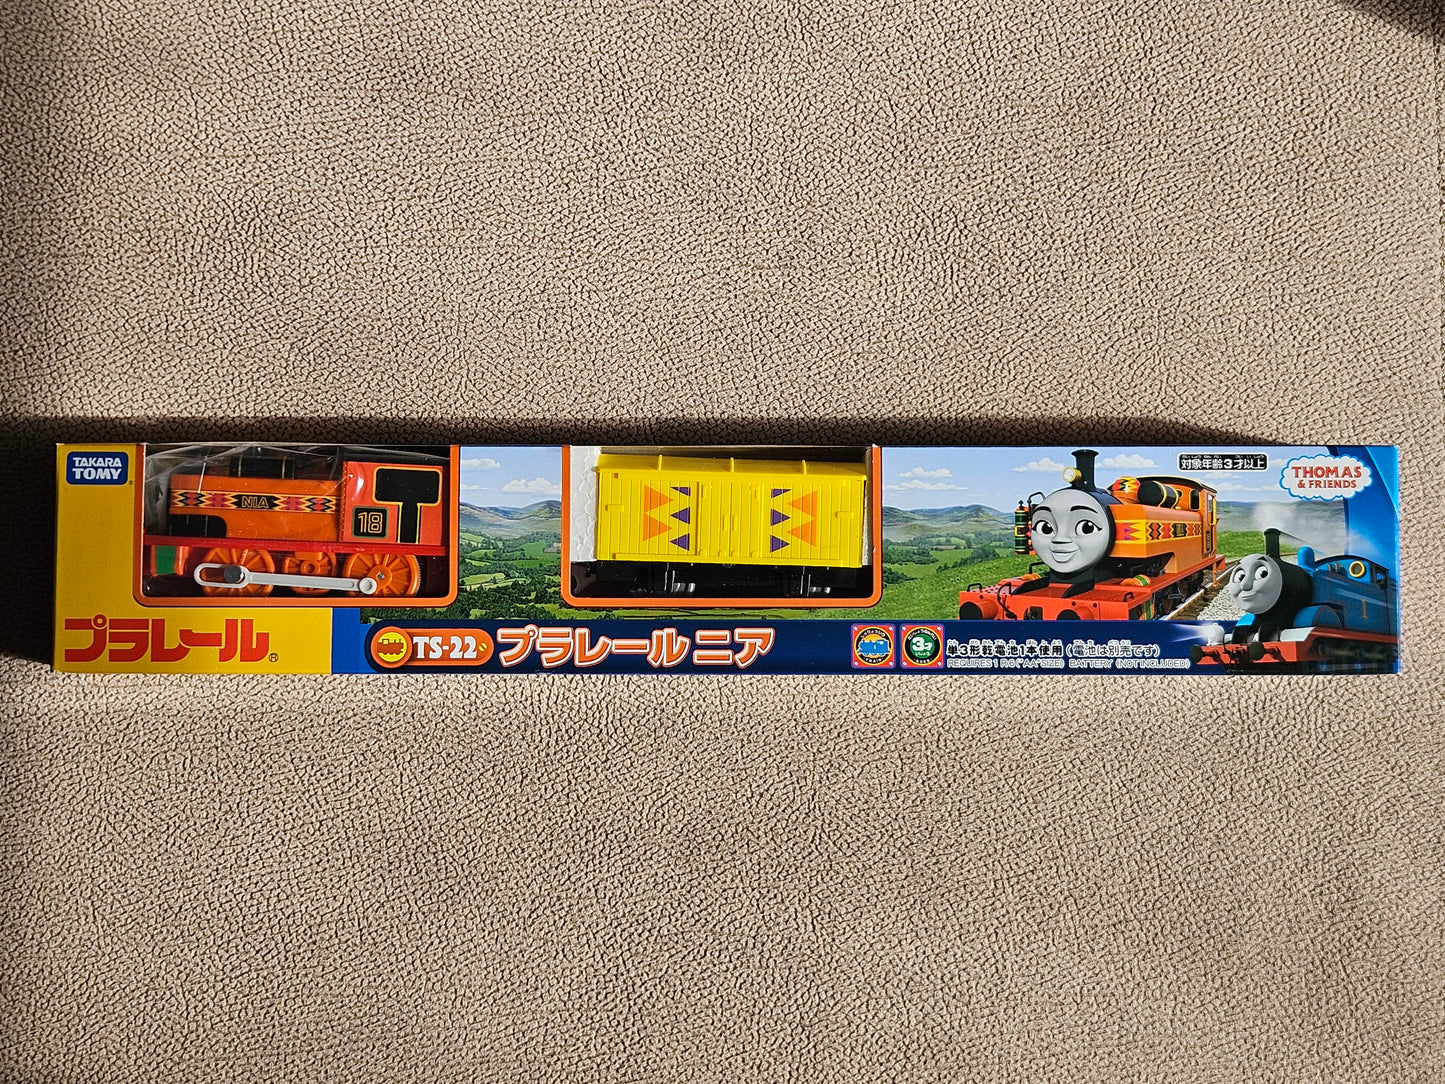 TAKARA
TOMY
NIA
18
T
対象年齢3才以上
THOMAS
& FRIENDS
プラレール®
TS-22
プラレール ニア
3才
単3形乾電池1本使用(電池は別売です)
REQUIRES 1 R6 ("AA" SIZE) BATTERY (NOT INCLUDED)